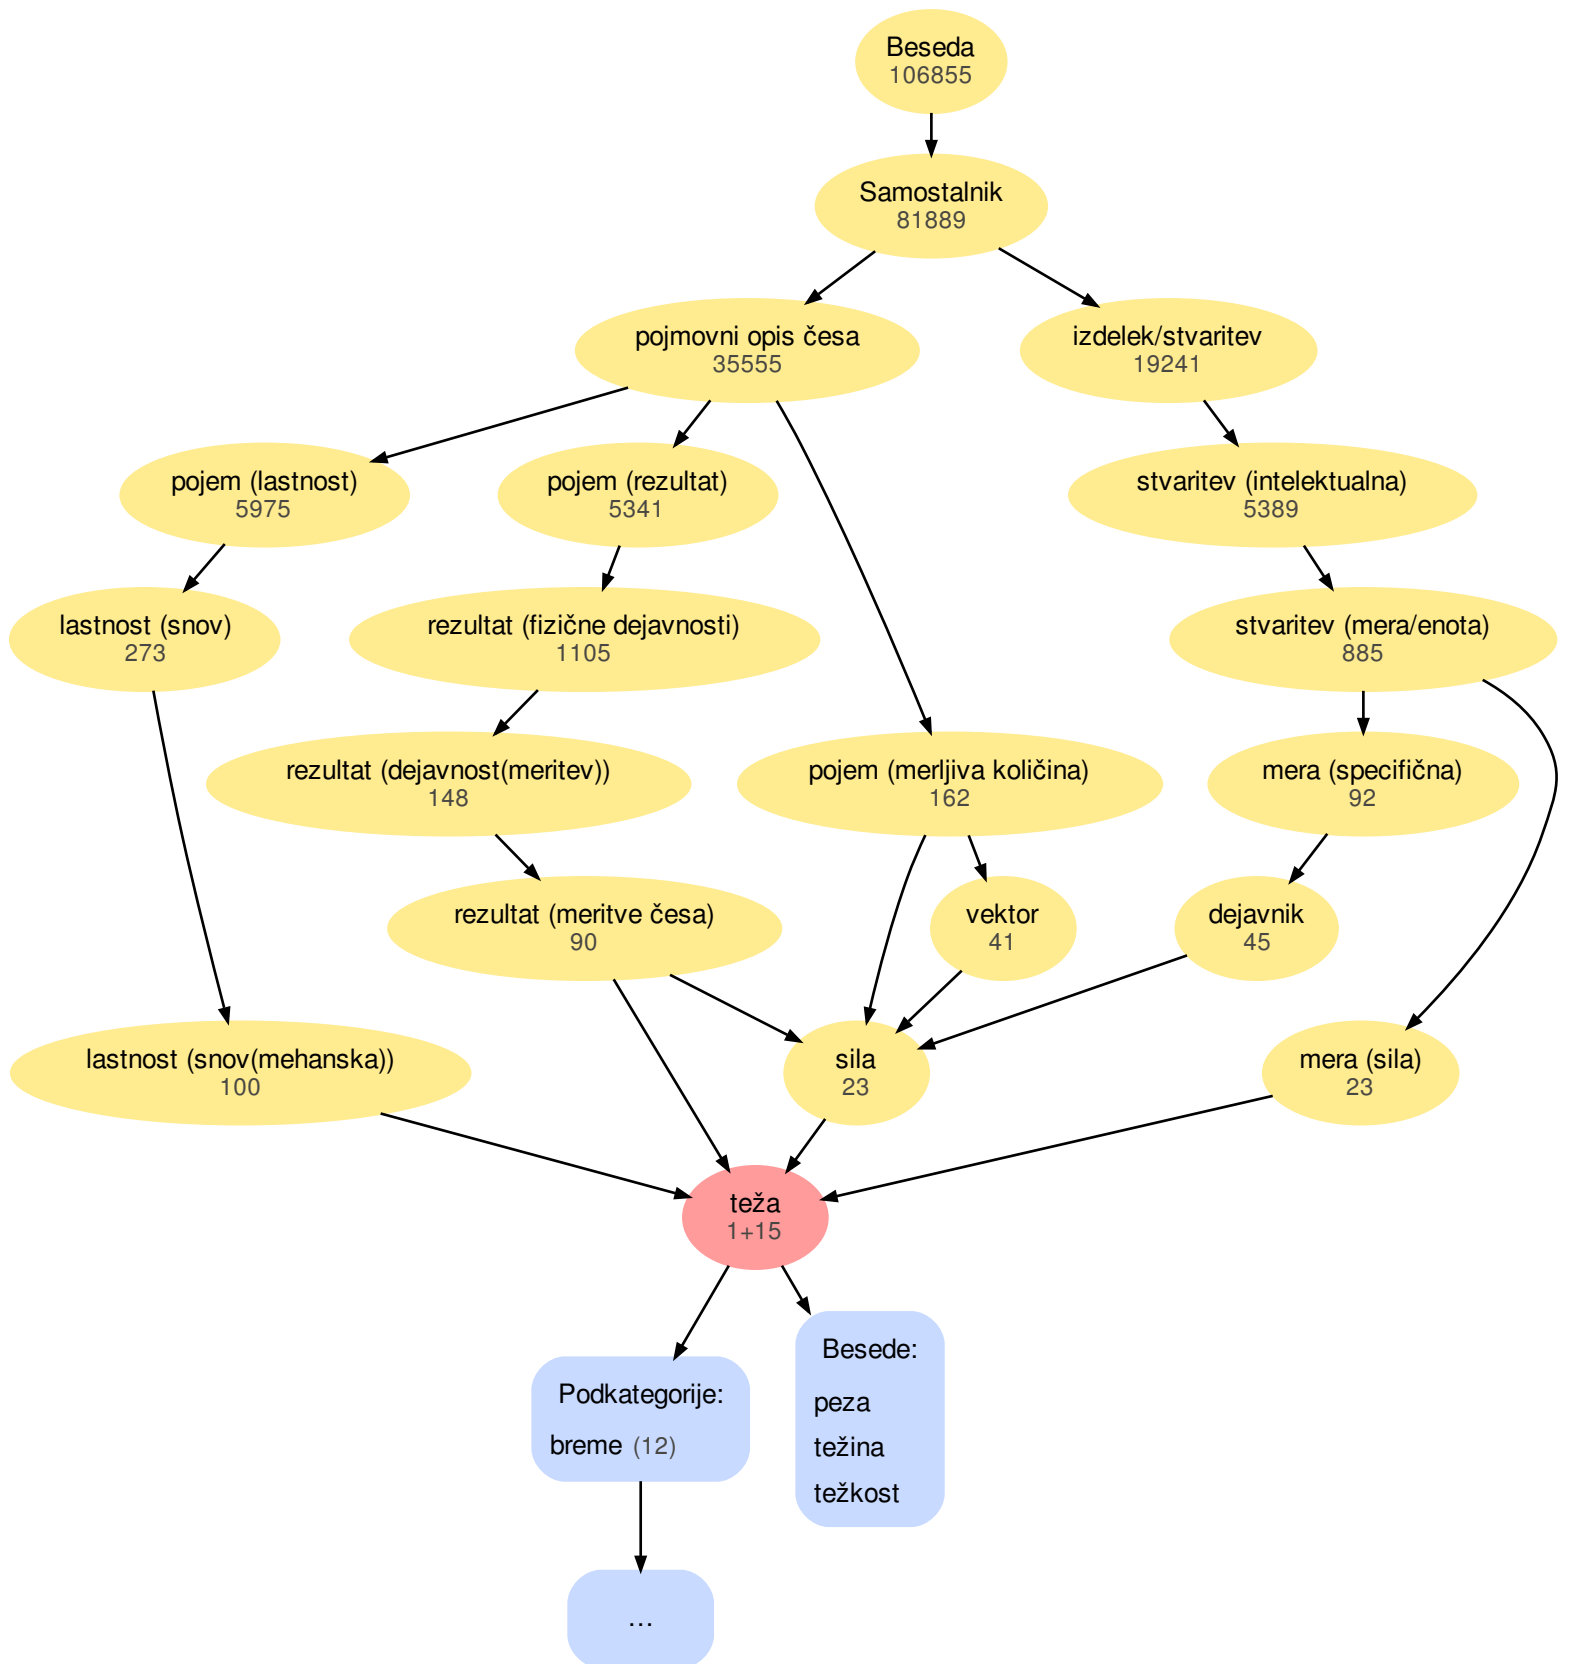 Beseda
106855
Samostalnik
81889
pojmovni opis česa
35555
izdelek/stvaritev
19241
pojem (lastnost)
5975
pojem (rezultat)
5341
stvaritev (intelektualna)
5389
lastnost (snov)
273
rezultat (fizične dejavnosti)
1105
stvaritev (mera/enota)
885
rezultat (dejavnost(meritev))
148
pojem (merljiva količina)
162
mera (specifična)
92
rezultat (meritve česa)
90
vektor
41
dejavnik
45
lastnost (snov(mehanska))
100
sila
23
mera (sila)
23
teža
1+15
Podkategorije:
breme (12)
Besede:
peza
težina
težkost
...